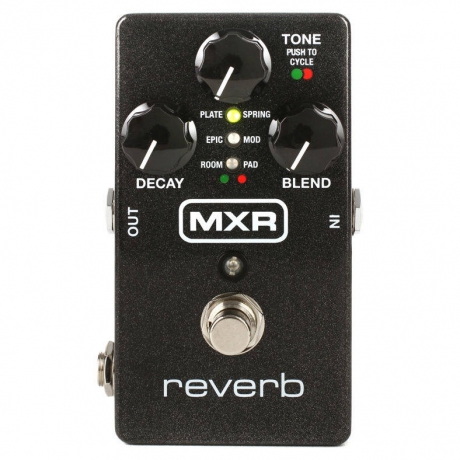 TONE
PUSH TO
CYCLE
PLATE SPRING
EPIC MOD
ROOM PAD
DECAY
BLEND
OUT
IN
MXR
reverb